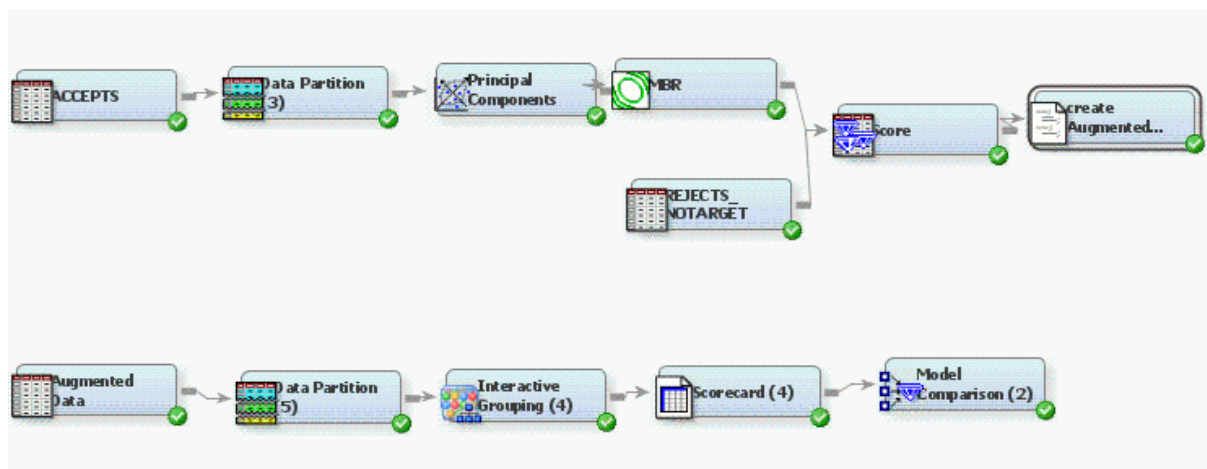 ACCEPTS
Data Partition
(3)
Principal
Components
MBR
REJECTS_
NOTARGET
Score
create
Augmented...
Augmented
Data
Data Partition
(5)
Interactive
Grouping (4)
Scorecard (4)
Model
Comparison (2)